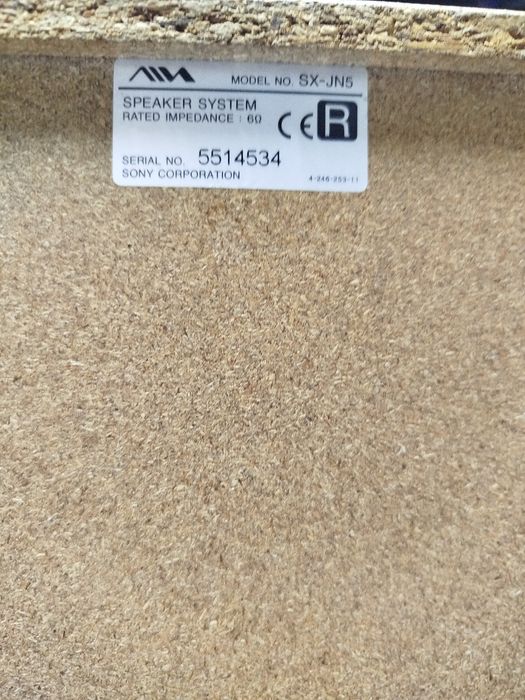 AIWA MODEL NO. SX-JN5
SPEAKER SYSTEM
RATED IMPEDANCE : 6Ω
CE R
SERIAL NO. 5514534
SONY CORPORATION 4-246-253-11